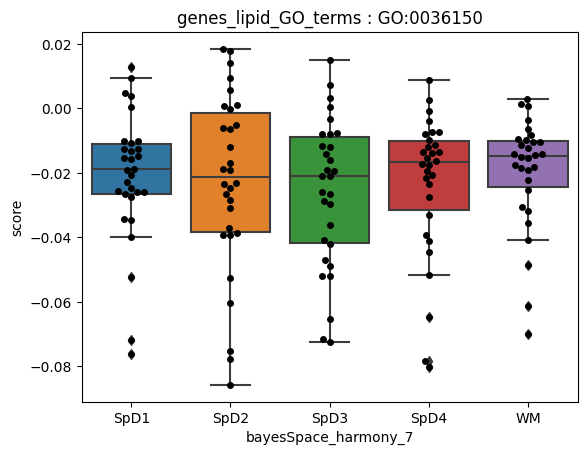 genes_lipid_GO_terms : GO:0036150
score
0.02
0.00
−0.02
−0.04
−0.06
−0.08
SpD1 SpD2 SpD3 SpD4 WM
bayesSpace_harmony_7